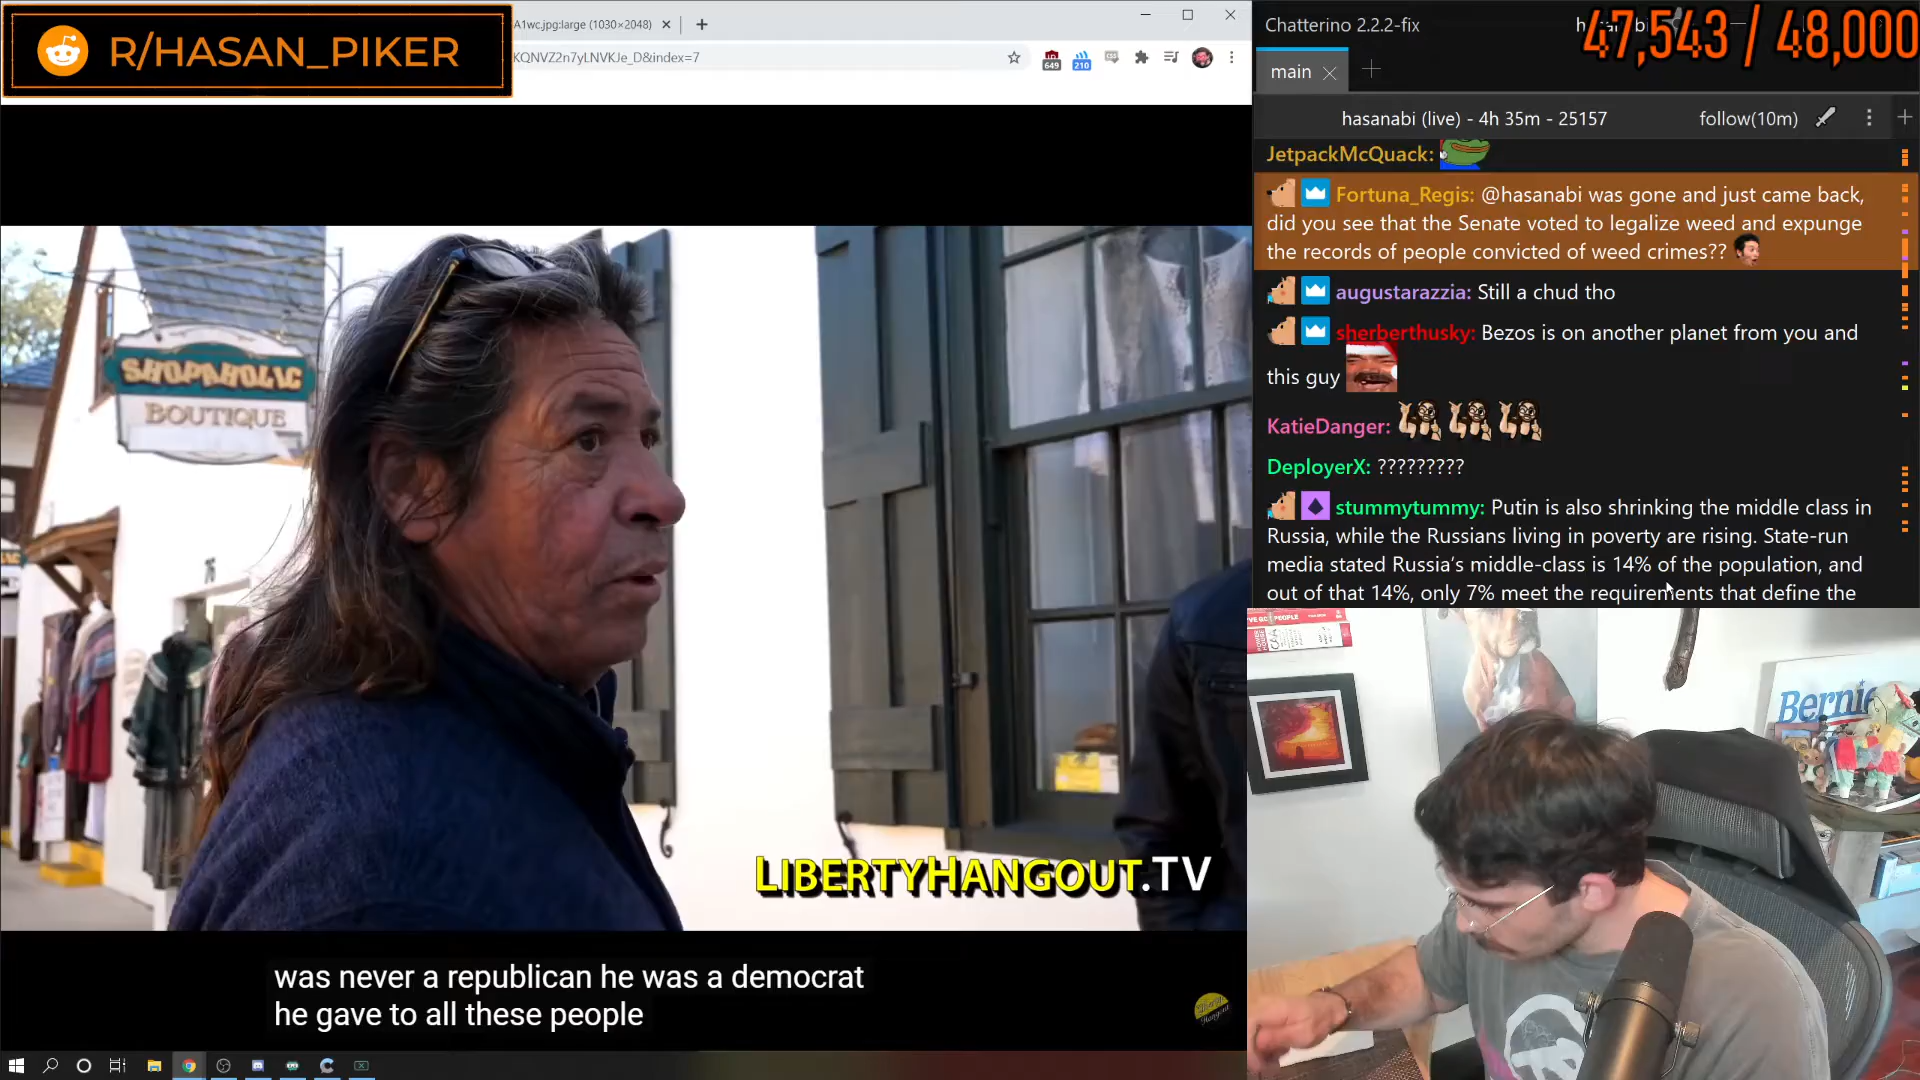 R/HASAN_PIKER
A1wc.jpg:large (1030×2048)
KQNVZ2n7yLNVKJe_D&index=7
649
210
Chatterino 2.2.2-fix
47,543 / 48,000
main
hasanabi (live) - 4h 35m - 25157
follow(10m)
JetpackMcQuack:
Fortuna_Regis: @hasanabi was gone and just came back,
did you see that the Senate voted to legalize weed and expunge
the records of people convicted of weed crimes??
augustarazzia: Still a chud tho
sherberthusky: Bezos is on another planet from you and
this guy
KatieDanger:
DeployerX: ?????????
stummytummy: Putin is also shrinking the middle class in
Russia, while the Russians living in poverty are rising. State-run
media stated Russia's middle-class is 14% of the population, and
out of that 14%, only 7% meet the requirements that define the
SHOPAHOLIC
BOUTIQUE
75
LIBERTYHANGOUT.TV
was never a republican he was a democrat
he gave to all these people
Bernie